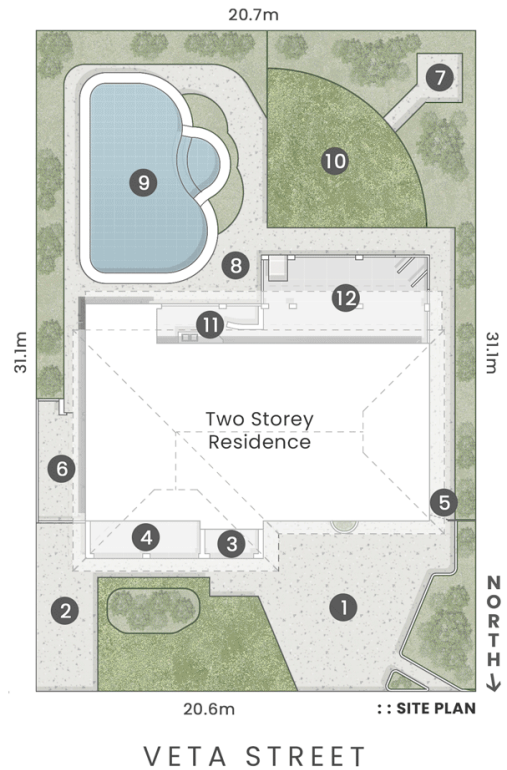 20.7m
7
10
9
8
12
11
31.1m
31.1m
Two Storey
Residence
6
5
4
3
2
1
NORTH
20.6m
:: SITE PLAN
VETA STREET